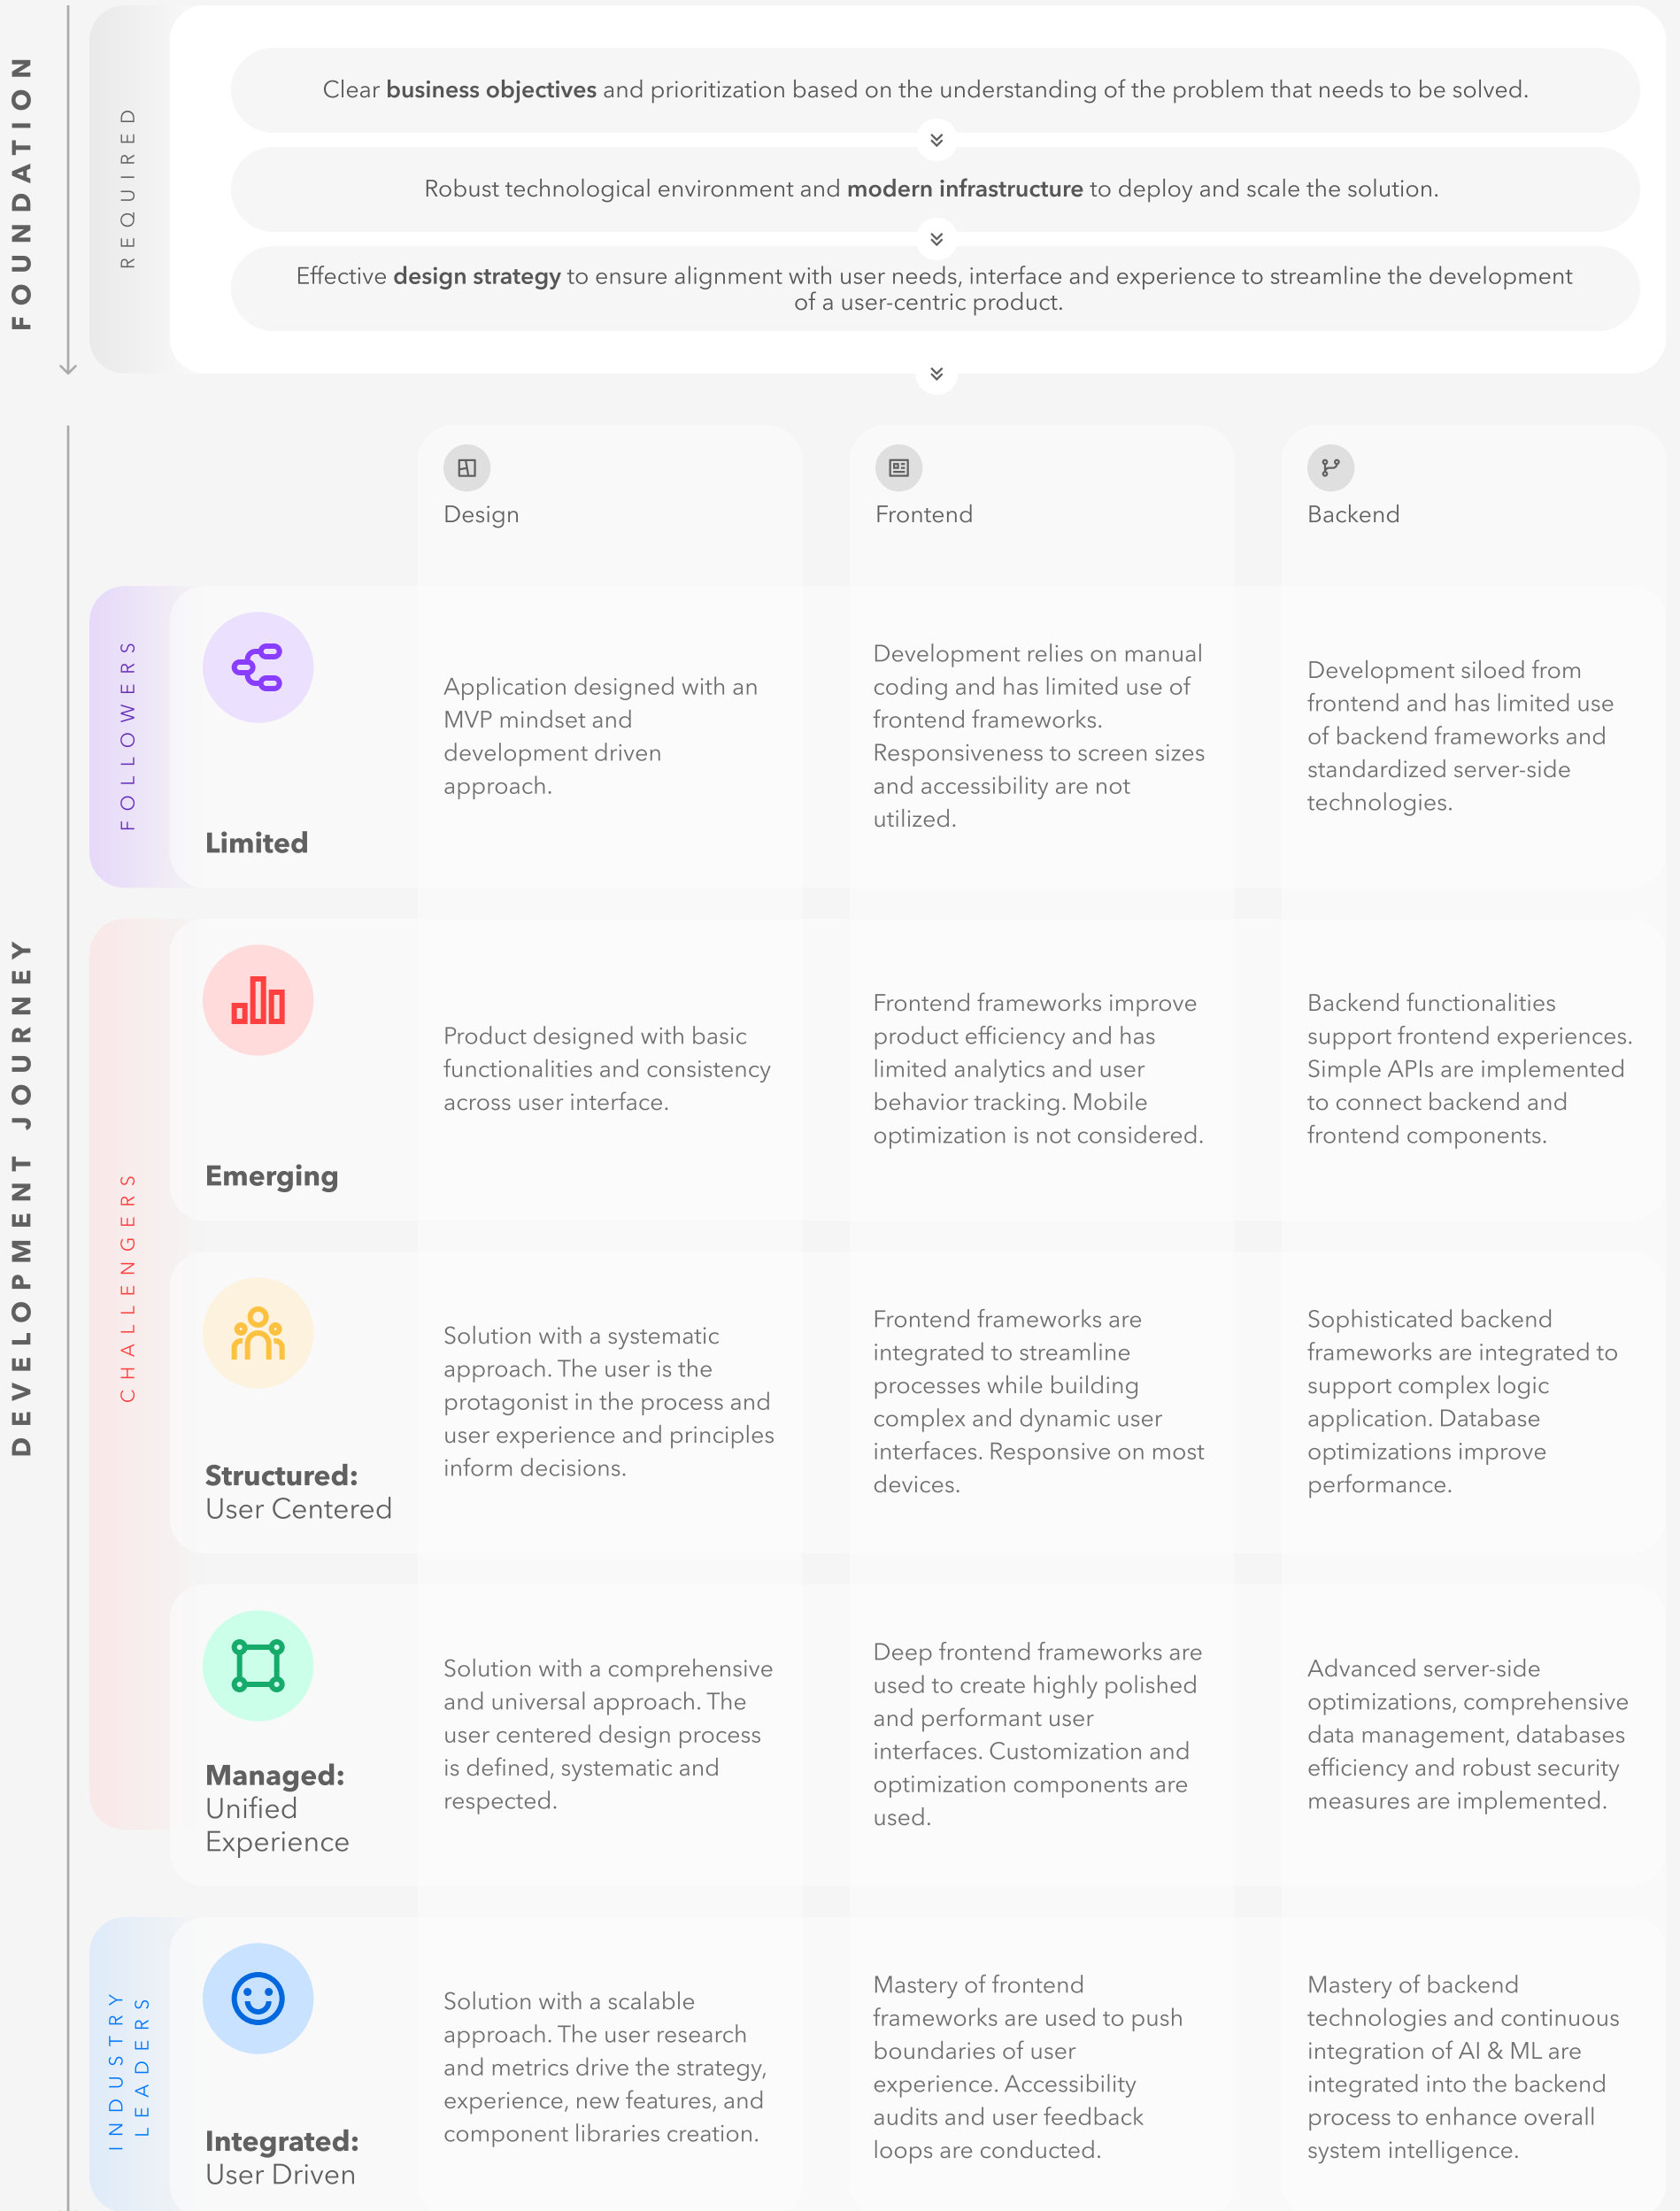 FOUNDATION
REQUIRED
Clear business objectives and prioritization based on the understanding of the problem that needs to be solved.
Robust technological environment and modern infrastructure to deploy and scale the solution.
Effective design strategy to ensure alignment with user needs, interface and experience to streamline the development
of a user-centric product.
DEVELOPMENT JOURNEY
Design
Frontend
Backend
FOLLOWERS
Limited
Application designed with an
MVP mindset and
development driven
approach.
Development relies on manual
coding and has limited use of
frontend frameworks.
Responsiveness to screen sizes
and accessibility are not
utilized.
Development siloed from
frontend and has limited use
of backend frameworks and
standardized server-side
technologies.
CHALLENGERS
Emerging
Product designed with basic
functionalities and consistency
across user interface.
Frontend frameworks improve
product efficiency and has
limited analytics and user
behavior tracking. Mobile
optimization is not considered.
Backend functionalities
support frontend experiences.
Simple APIs are implemented
to connect backend and
frontend components.
Structured:
User Centered
Solution with a systematic
approach. The user is the
protagonist in the process and
user experience and principles
inform decisions.
Frontend frameworks are
integrated to streamline
processes while building
complex and dynamic user
interfaces. Responsive on most
devices.
Sophisticated backend
frameworks are integrated to
support complex logic
application. Database
optimizations improve
performance.
Managed:
Unified
Experience
Solution with a comprehensive
and universal approach. The
user centered design process
is defined, systematic and
respected.
Deep frontend frameworks are
used to create highly polished
and performant user
interfaces. Customization and
optimization components are
used.
Advanced server-side
optimizations, comprehensive
data management, databases
efficiency and robust security
measures are implemented.
INDUSTRY
LEADERS
Integrated:
User Driven
Solution with a scalable
approach. The user research
and metrics drive the strategy,
experience, new features, and
component libraries creation.
Mastery of frontend
frameworks are used to push
boundaries of user
experience. Accessibility
audits and user feedback
loops are conducted.
Mastery of backend
technologies and continuous
integration of AI & ML are
integrated into the backend
process to enhance overall
system intelligence.